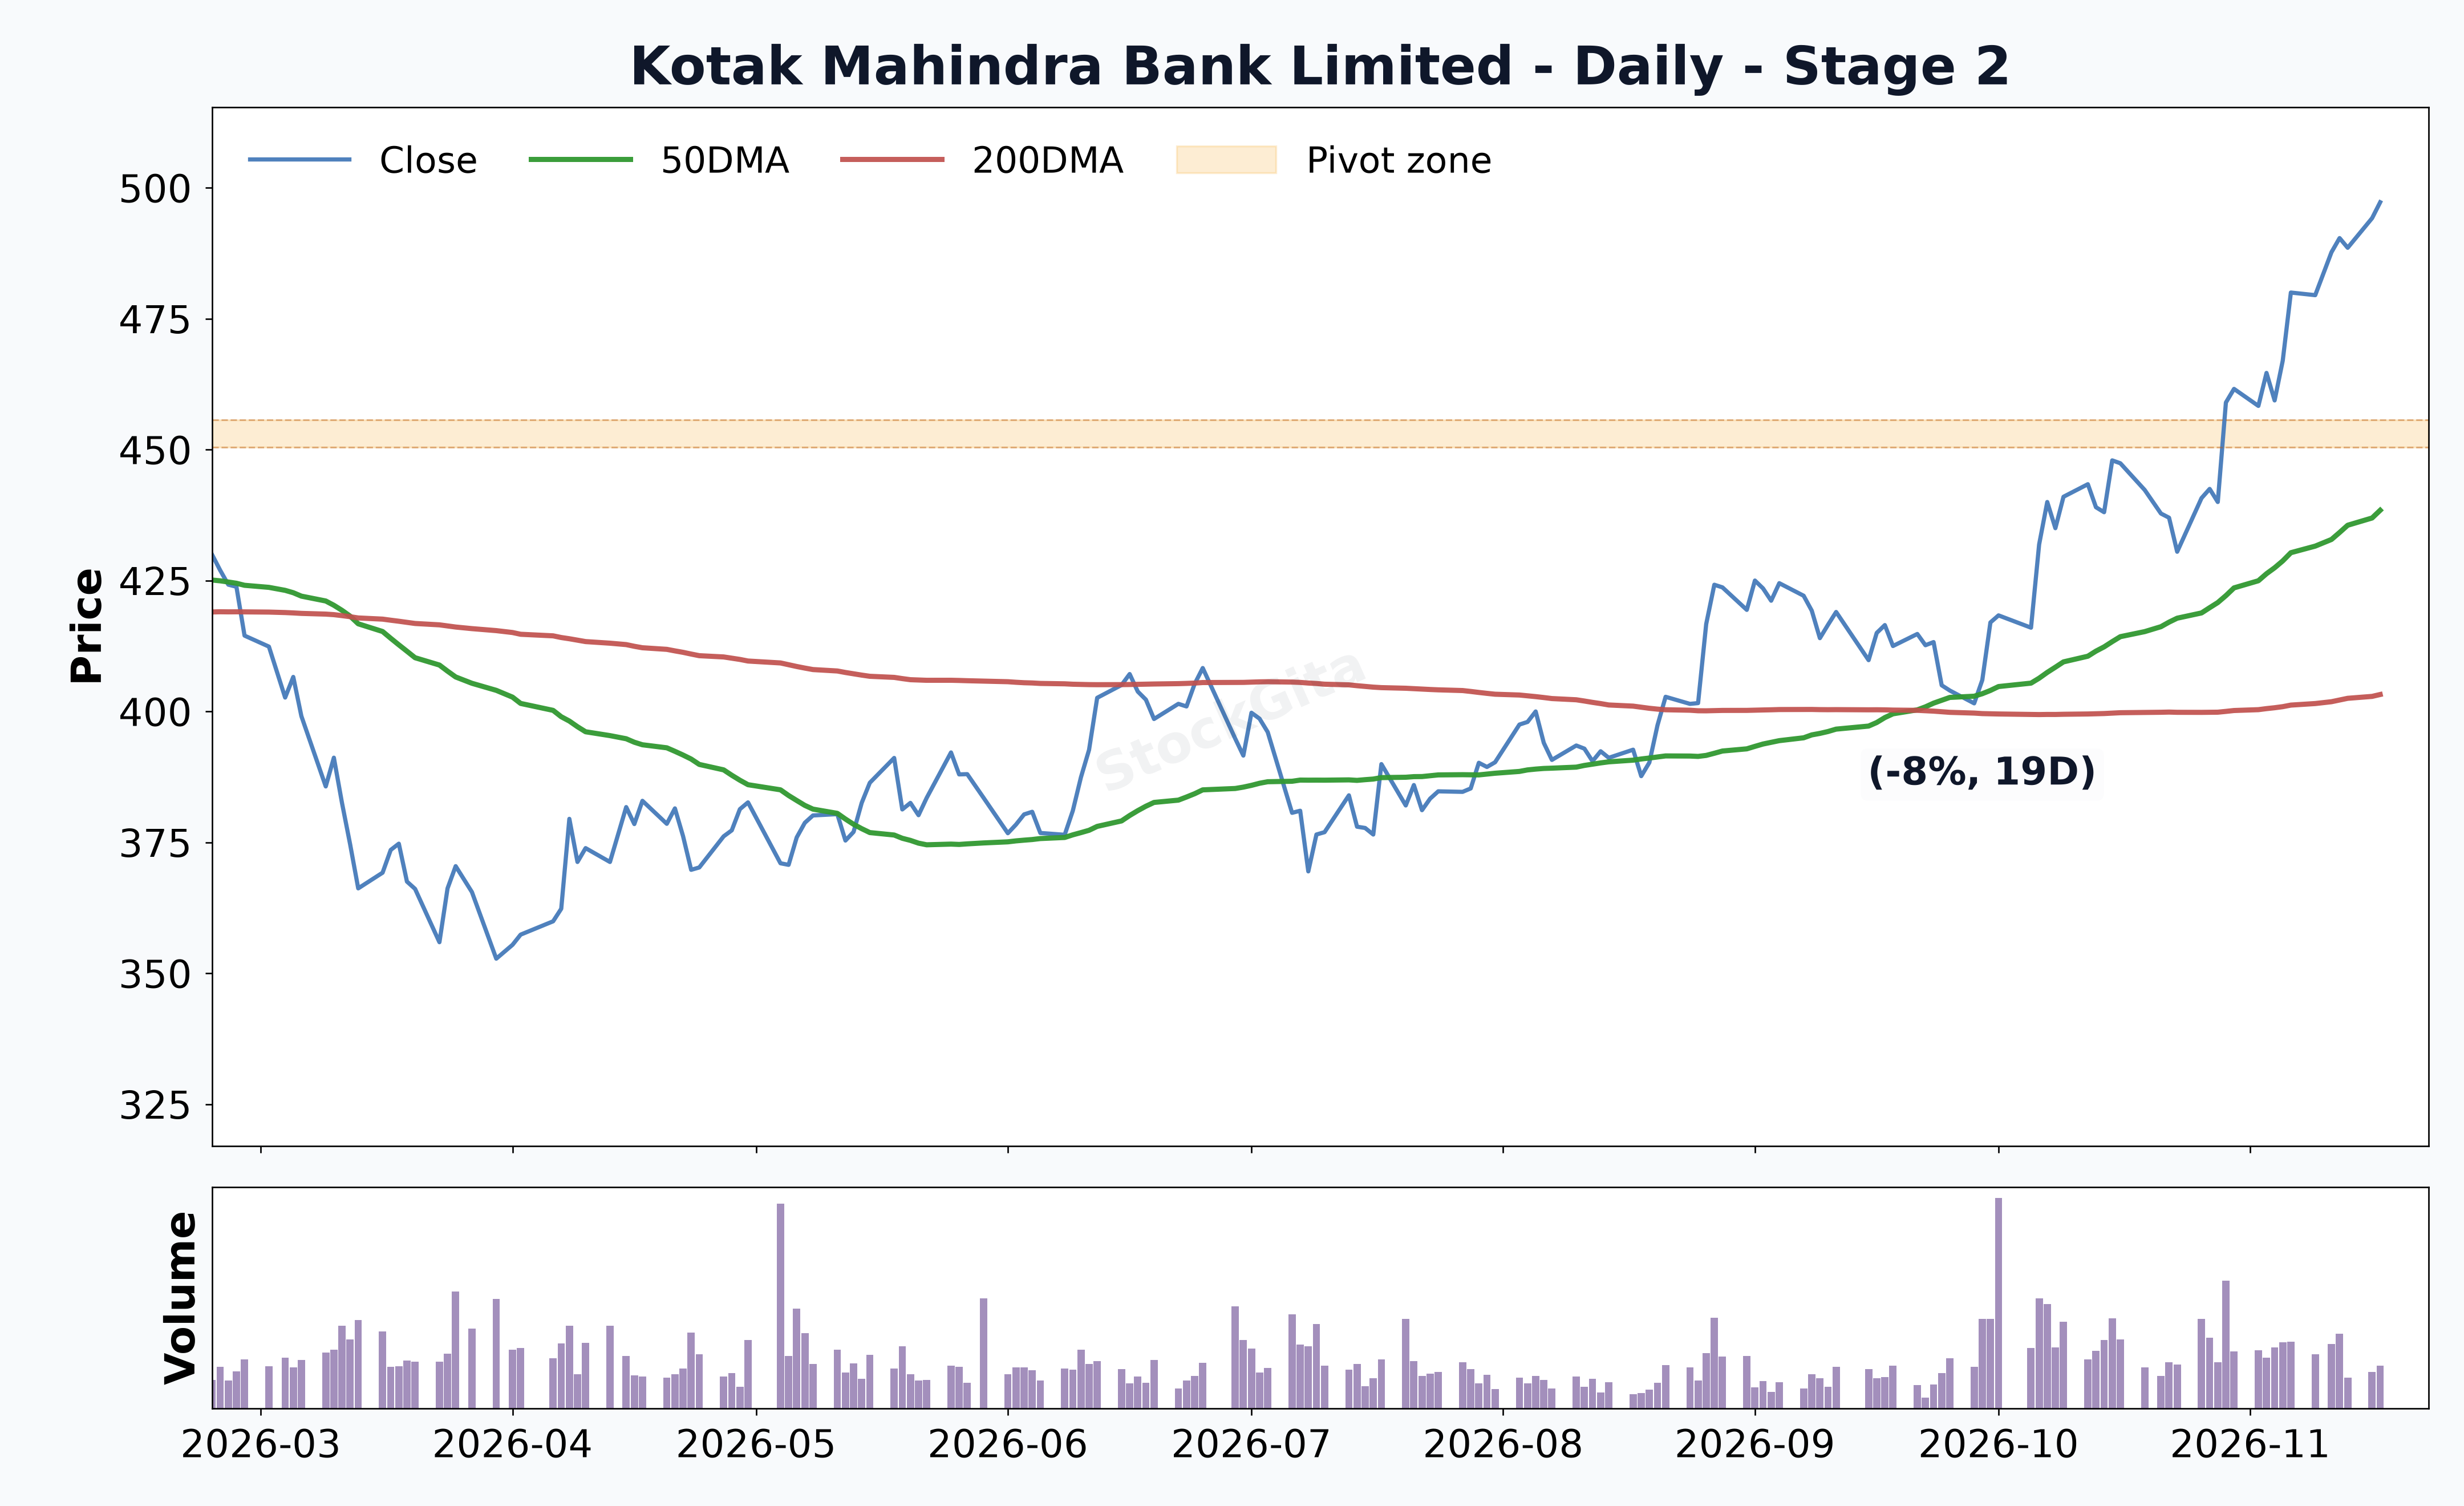 Kotak Mahindra Bank Limited - Daily - Stage 2
Close 50DMA 200DMA Pivot zone
Price
500
475
450
425
400
375
350
325
StockGita
(-8%, 19D)
Volume
2026-03 2026-04 2026-05 2026-06 2026-07 2026-08 2026-09 2026-10 2026-11